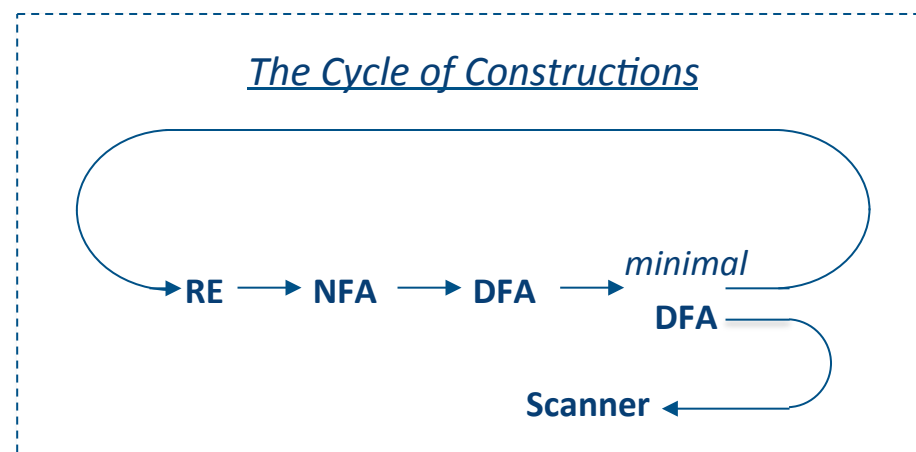 The Cycle of Constructions
minimal
RE NFA DFA
DFA
Scanner